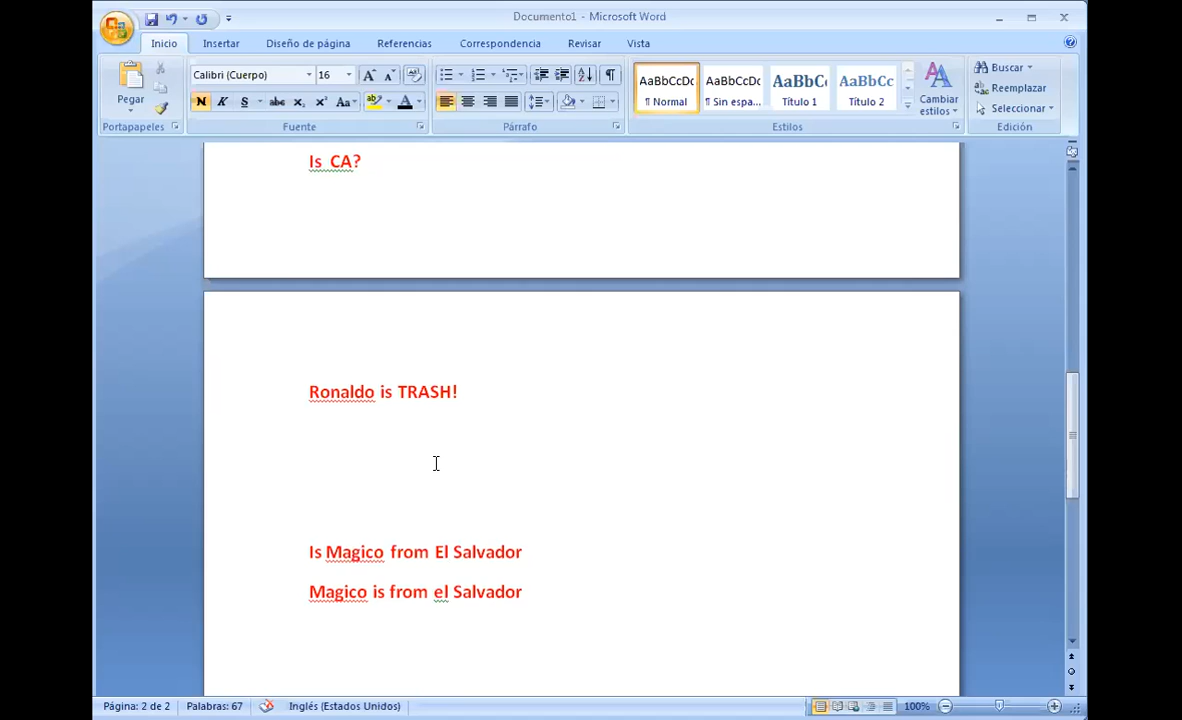 Documento1 - Microsoft Word
Inicio Insertar Diseño de página Referencias Correspondencia Revisar Vista
Pegar
Portapapeles
Calibri (Cuerpo) 16
N K S abc x₂ x² Aa
Fuente
Párrafo
AaBbCcDc AaBbCcDc AaBbC AaBbCc
¶ Normal ¶ Sin espa... Título 1 Título 2
Cambiar estilos
Estilos
Buscar
Reemplazar
Seleccionar
Edición
Is CA?
Ronaldo is TRASH!
Is Magico from El Salvador
Magico is from el Salvador
Página: 2 de 2 Palabras: 67 Inglés (Estados Unidos) 100%